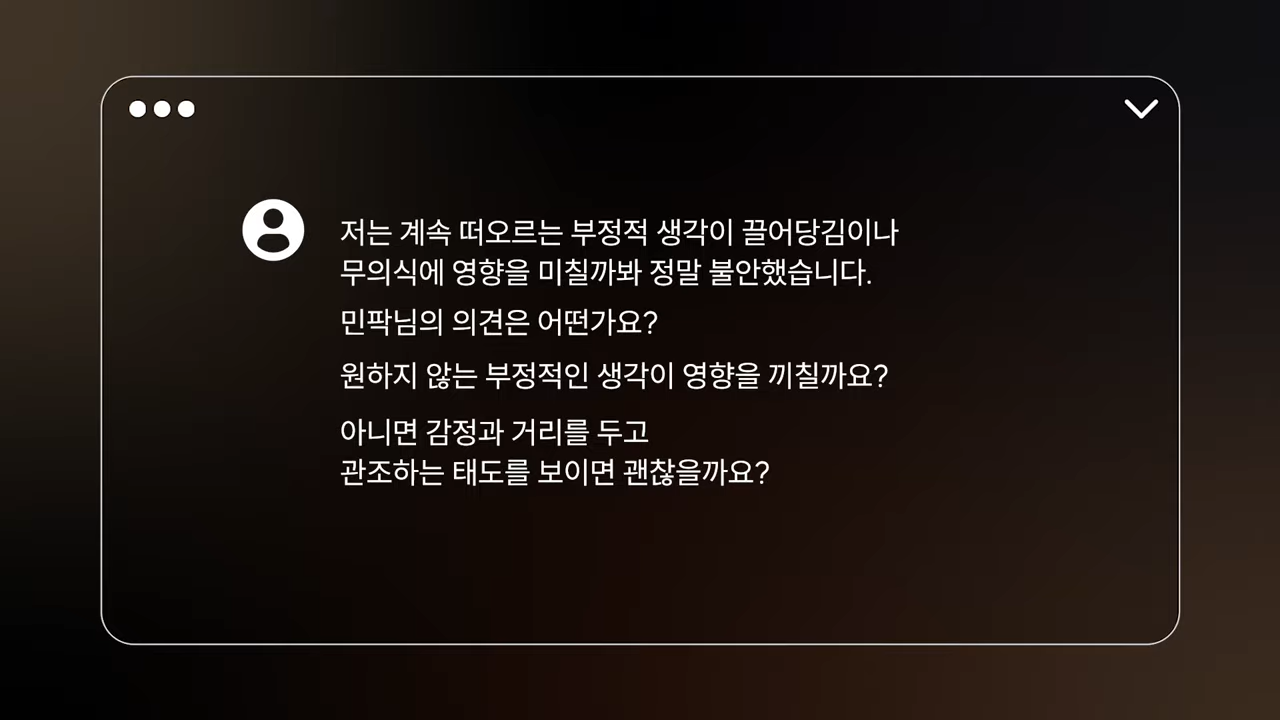 저는 계속 떠오르는 부정적 생각이 끌어당김이나
무의식에 영향을 미칠까봐 정말 불안했습니다.
민팍님의 의견은 어떤가요?
원하지 않는 부정적인 생각이 영향을 끼칠까요?
아니면 감정과 거리를 두고
관조하는 태도를 보이면 괜찮을까요?